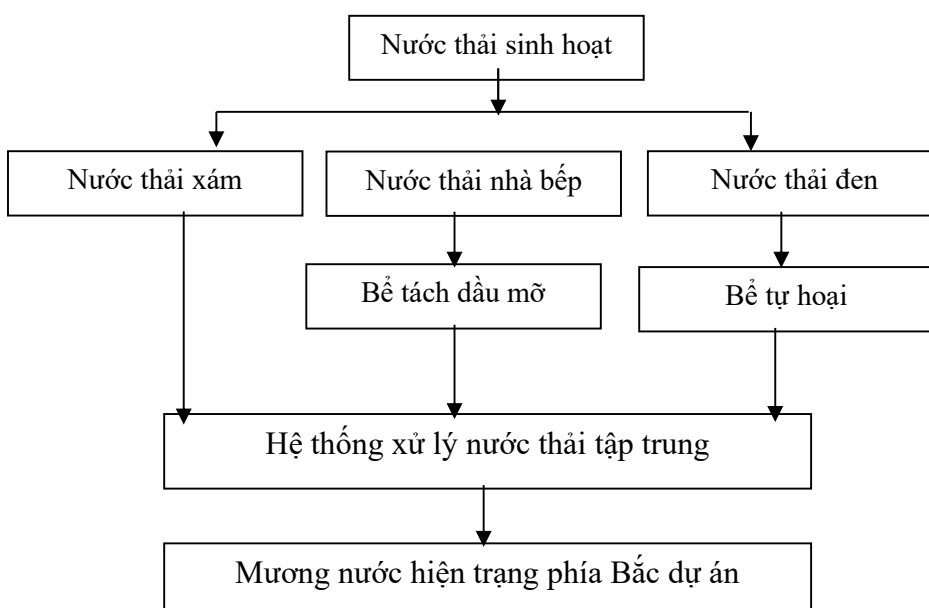 Nước thải sinh hoạt
Nước thải xám
Nước thải nhà bếp
Nước thải đen
Bể tách dầu mỡ
Bể tự hoại
Hệ thống xử lý nước thải tập trung
Mương nước hiện trạng phía Bắc dự án